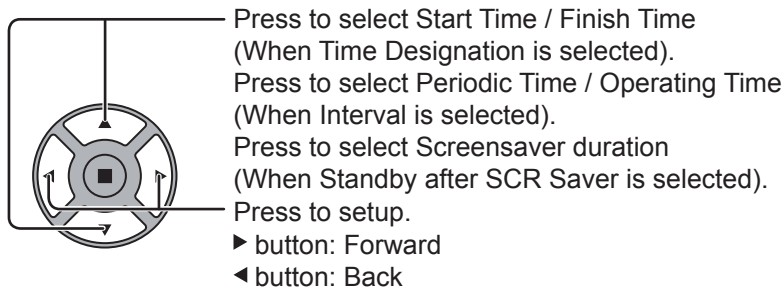 Press to select Start Time / Finish Time
(When Time Designation is selected).
Press to select Periodic Time / Operating Time
(When Interval is selected).
Press to select Screensaver duration
(When Standby after SCR Saver is selected).
Press to setup.
▶ button: Forward
◀ button: Back